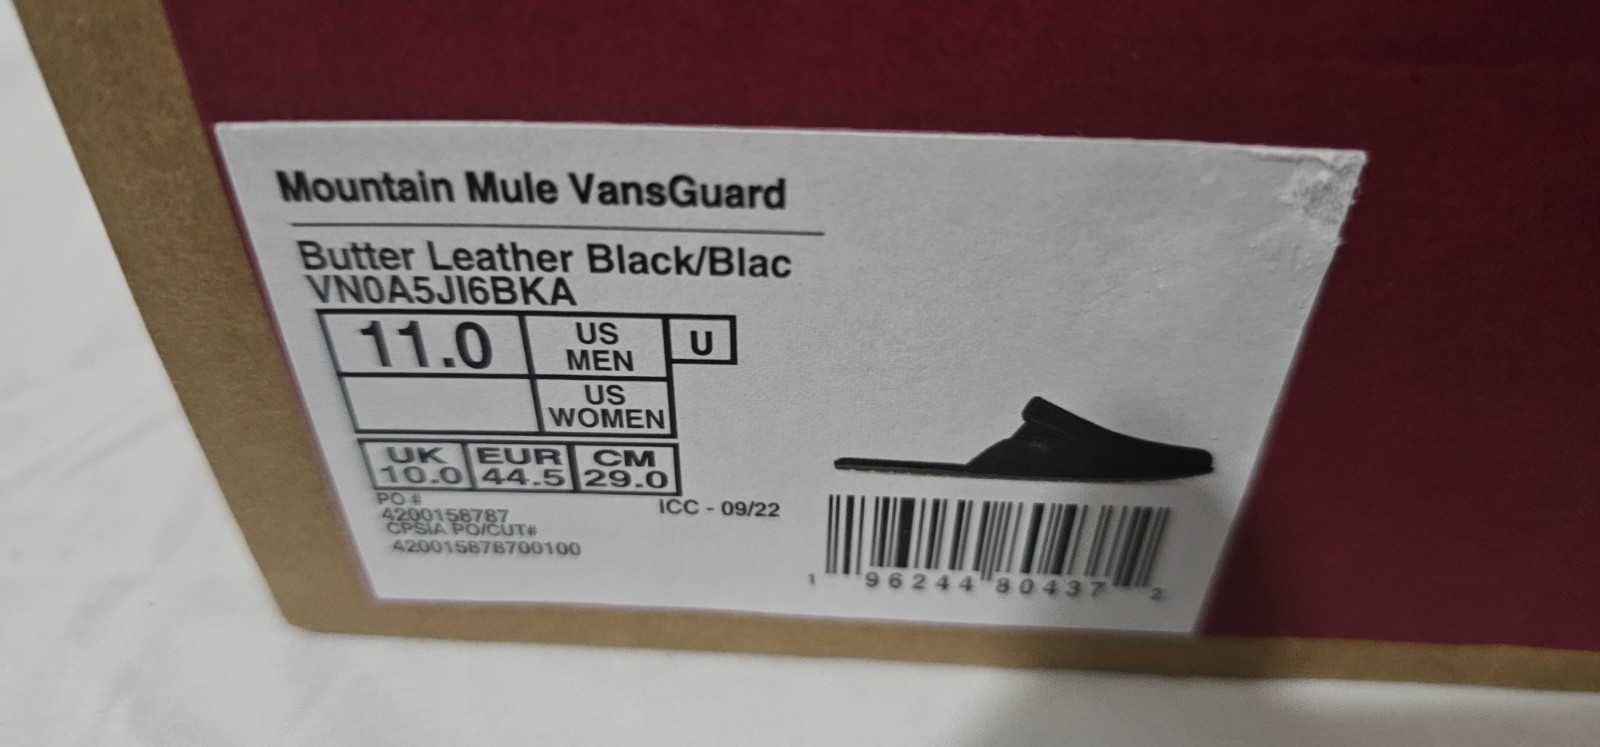 Mountain Mule VansGuard
Butter Leather Black/Blac
VN0A5JI6BKA
11.0 US MEN U
US WOMEN
UK EUR CM
10.0 44.5 29.0
PO #
4200158787
CPSIA PO/CUT#
420015878700100
ICC - 09/22
1 96244 80437 2